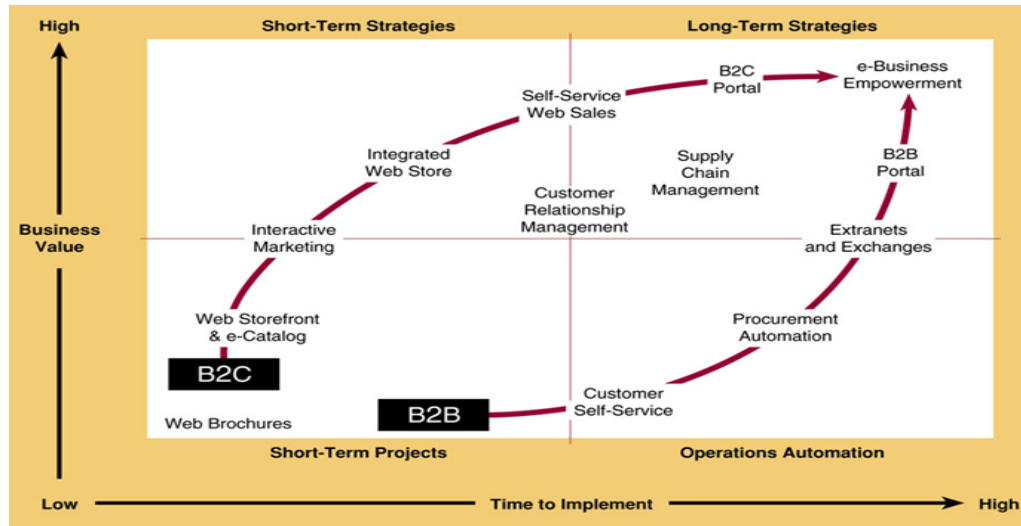 High
Short-Term Strategies
Long-Term Strategies
B2C
Portal
e-Business
Empowerment
Self-Service
Web Sales
Integrated
Web Store
Supply
Chain
Management
B2B
Portal
Customer
Relationship
Management
Business
Value
Interactive
Marketing
Extranets
and Exchanges
Web Storefront
& e-Catalog
Procurement
Automation
B2C
Customer
Self-Service
B2B
Web Brochures
Short-Term Projects
Operations Automation
Low
Time to Implement
High